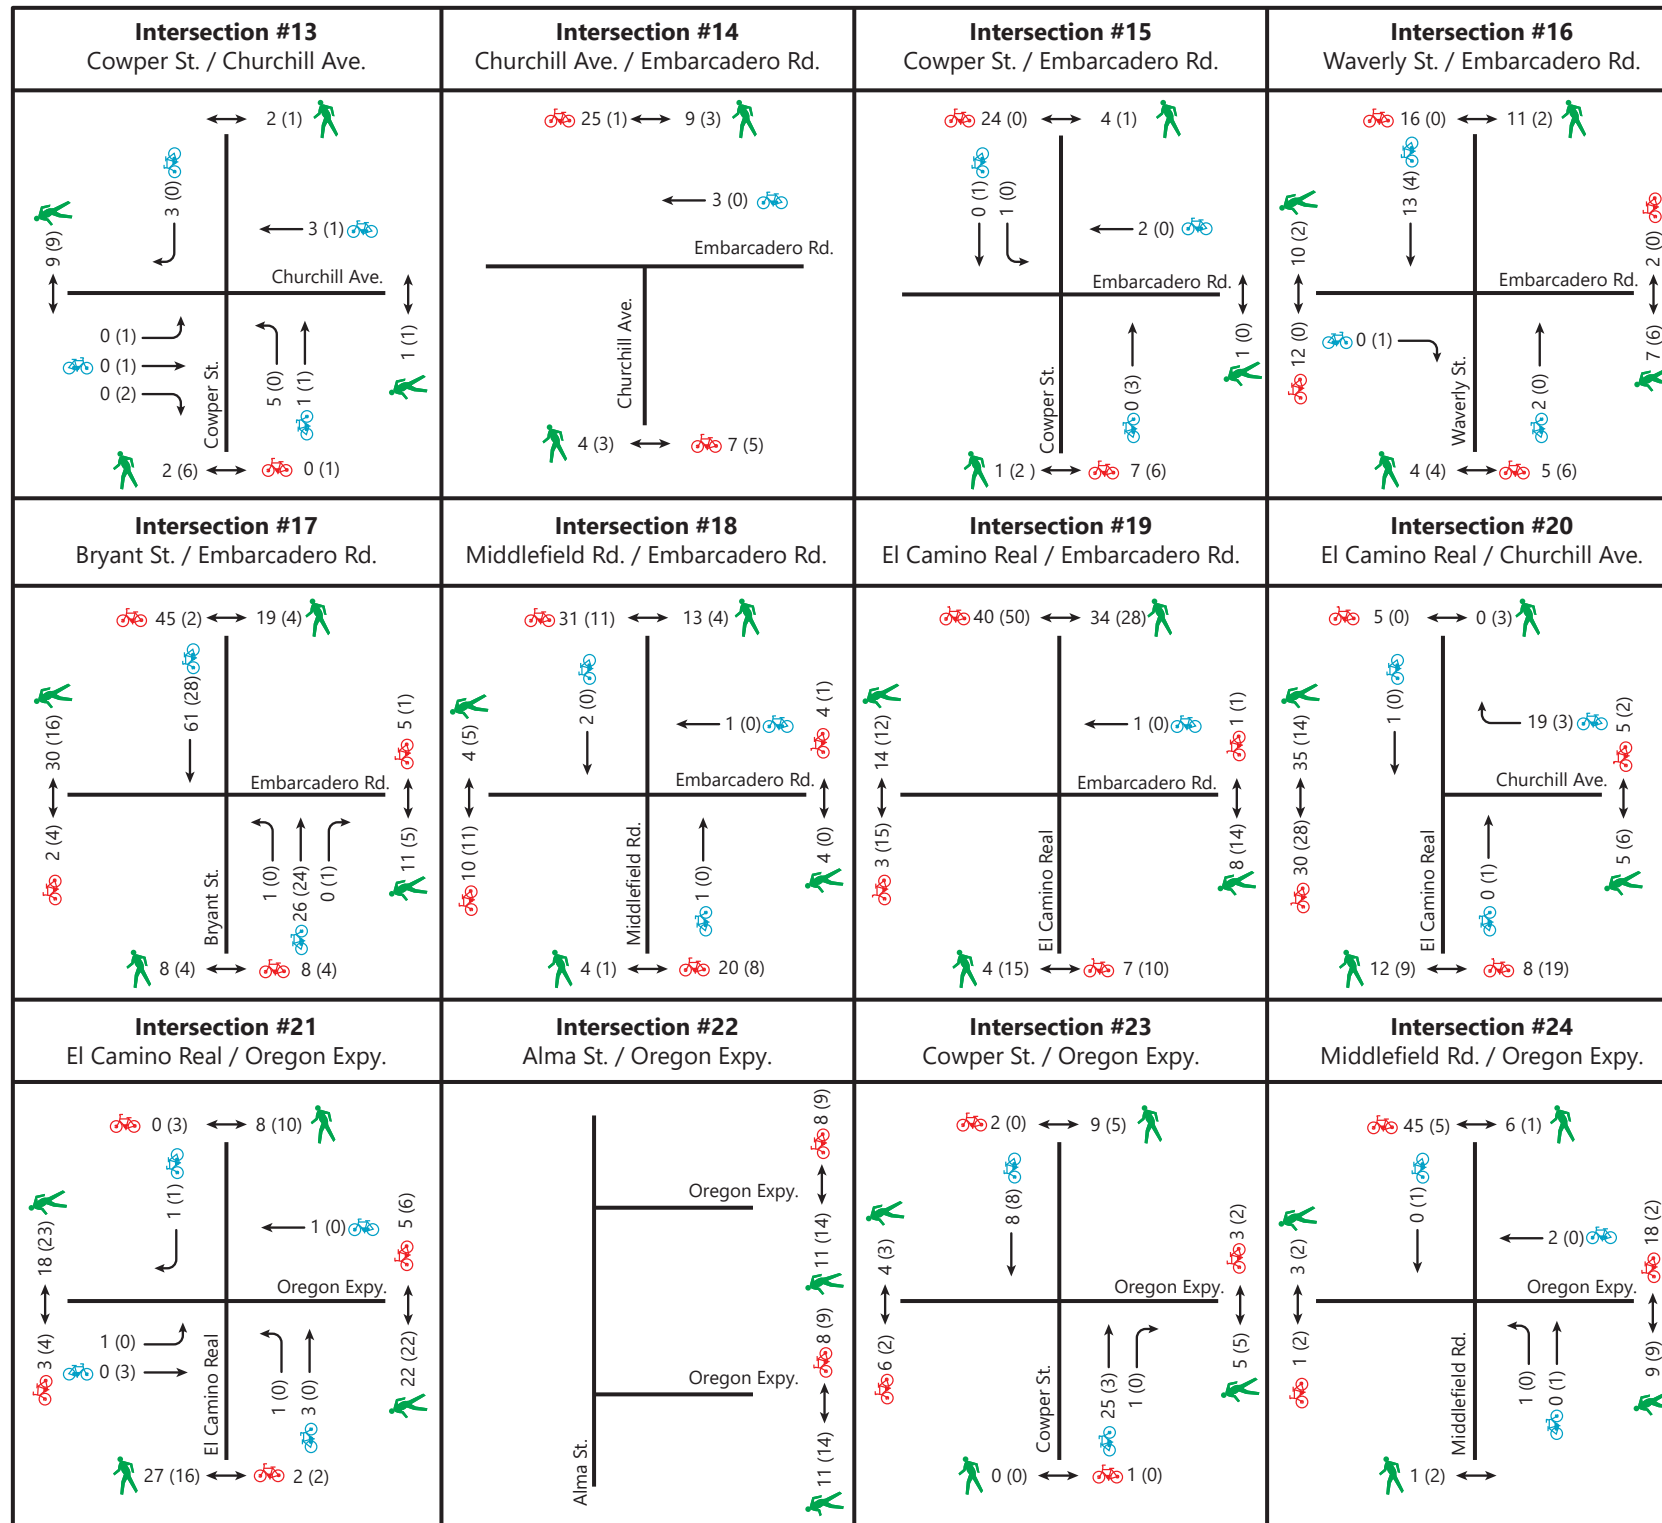 Intersection #13
Cowper St. / Churchill Ave.
2 (1)
3 (0)
9 (9)
3 (1)
Churchill Ave.
0 (1)
0 (1)
0 (2)
Cowper St.
5 (0)
1 (1)
1 (1)
2 (6)
0 (1)
Intersection #14
Churchill Ave. / Embarcadero Rd.
25 (1)
9 (3)
3 (0)
Embarcadero Rd.
Churchill Ave.
4 (3)
7 (5)
Intersection #15
Cowper St. / Embarcadero Rd.
24 (0)
4 (1)
0 (1)
1 (0)
2 (0)
Embarcadero Rd.
1 (0)
Cowper St.
0 (3)
1 (2 )
7 (6)
Intersection #16
Waverly St. / Embarcadero Rd.
16 (0)
11 (2)
13 (4)
10 (2)
2 (0)
Embarcadero Rd.
12 (0)
0 (1)
Waverly St.
2 (0)
7 (6)
4 (4)
5 (6)
Intersection #17
Bryant St. / Embarcadero Rd.
45 (2)
19 (4)
61 (28)
30 (16)
5 (1)
Embarcadero Rd.
2 (4)
Bryant St.
1 (0)
26 (24)
0 (1)
11 (5)
8 (4)
8 (4)
Intersection #18
Middlefield Rd. / Embarcadero Rd.
31 (11)
13 (4)
2 (0)
4 (5)
1 (0)
4 (1)
Embarcadero Rd.
10 (11)
Middlefield Rd.
1 (0)
4 (0)
4 (1)
20 (8)
Intersection #19
El Camino Real / Embarcadero Rd.
40 (50)
34 (28)
14 (12)
1 (0)
1 (1)
Embarcadero Rd.
3 (15)
El Camino Real
8 (14)
4 (15)
7 (10)
Intersection #20
El Camino Real / Churchill Ave.
5 (0)
0 (3)
1 (0)
35 (14)
19 (3)
5 (2)
Churchill Ave.
30 (28)
El Camino Real
0 (1)
5 (6)
12 (9)
8 (19)
Intersection #21
El Camino Real / Oregon Expy.
0 (3)
8 (10)
1 (1)
18 (23)
1 (0)
5 (6)
Oregon Expy.
3 (4)
1 (0)
0 (3)
El Camino Real
1 (0)
3 (0)
22 (22)
27 (16)
2 (2)
Intersection #22
Alma St. / Oregon Expy.
8 (9)
Oregon Expy.
11 (14)
8 (9)
Oregon Expy.
Alma St.
11 (14)
Intersection #23
Cowper St. / Oregon Expy.
2 (0)
9 (5)
8 (8)
4 (3)
3 (2)
Oregon Expy.
6 (2)
Cowper St.
25 (3)
1 (0)
5 (5)
0 (0)
1 (0)
Intersection #24
Middlefield Rd. / Oregon Expy.
45 (5)
6 (1)
0 (1)
3 (2)
2 (0)
18 (2)
Oregon Expy.
1 (2)
Middlefield Rd.
1 (0)
0 (1)
9 (9)
1 (2)